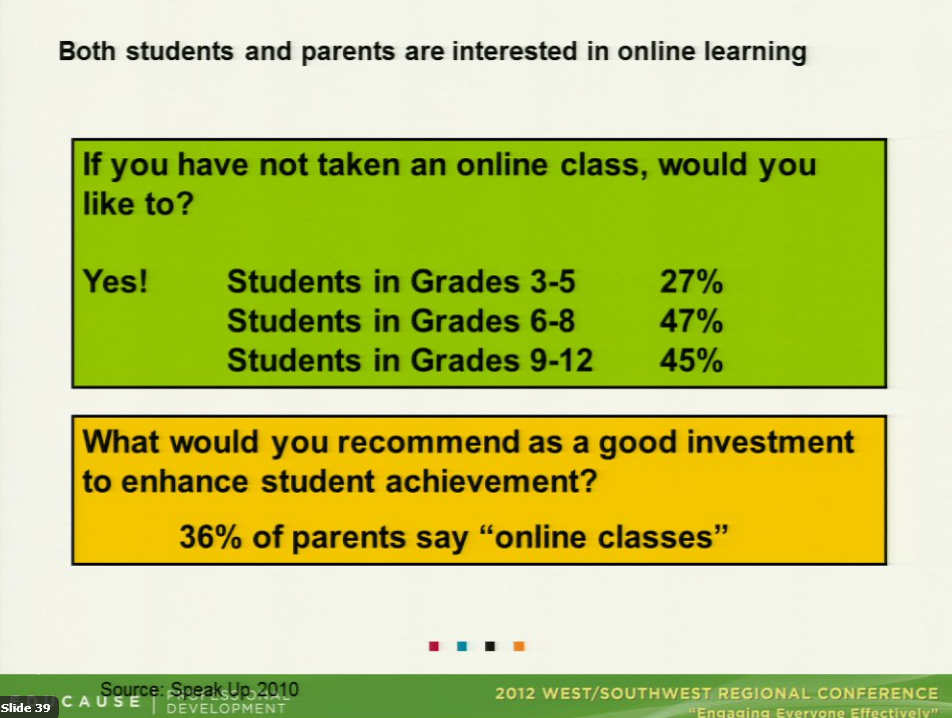 Both students and parents are interested in online learning
If you have not taken an online class, would you
like to?
Yes! Students in Grades 3-5 27%
Students in Grades 6-8 47%
Students in Grades 9-12 45%
What would you recommend as a good investment
to enhance student achievement?
36% of parents say “online classes”
Source: Speak Up 2010
CAUSE | PROFESSIONAL
DEVELOPMENT
2012 WEST/SOUTHWEST REGIONAL CONFERENCE
“Engaging Everyone Effectively”
Slide 39